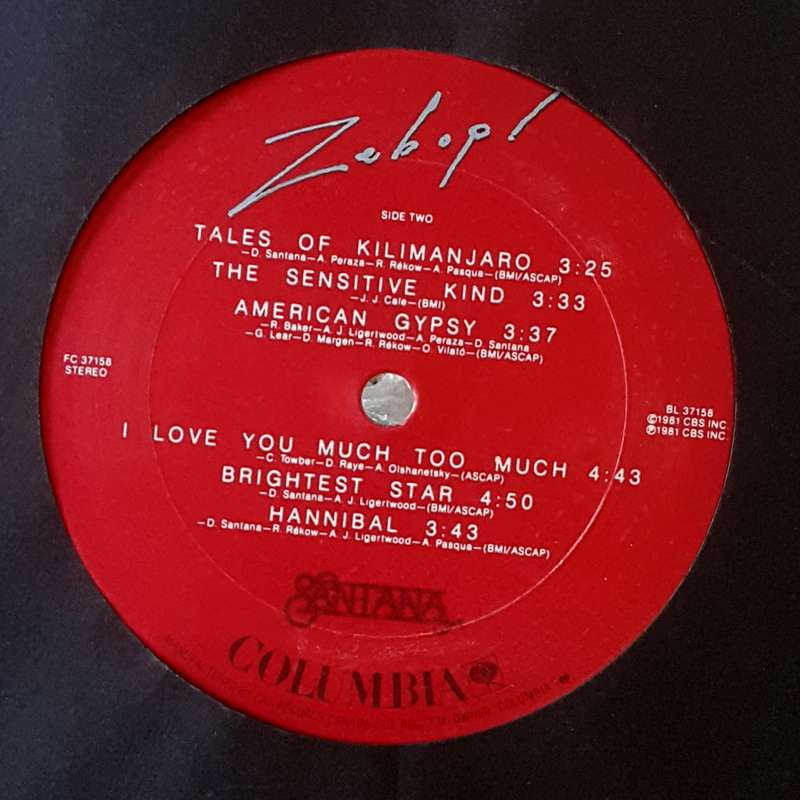 Zebop!
SIDE TWO
TALES OF KILIMANJARO 3:25
—D. Santana—A. Peraza—R. Rékow—A. Pasqua—(BMI/ASCAP)
THE SENSITIVE KIND 3:33
—J. J. Cale—(BMI)
AMERICAN GYPSY 3:37
—R. Baker—A. J. Ligertwood—A. Peraza—D. Santana
—G. Lear—D. Margen—R. Rékow—O. Vilató—(BMI/ASCAP)
FC 37158
STEREO
BL 37158
©1981 CBS INC.
℗1981 CBS INC.
I LOVE YOU MUCH TOO MUCH 4:43
—C. Towber—D. Raye—A. Olshanetsky—(ASCAP)
BRIGHTEST STAR 4:50
—D. Santana—A. J. Ligertwood—(BMI/ASCAP)
HANNIBAL 3:43
—D. Santana—R. Rékow—A. J. Ligertwood—A. Pasqua—(BMI/ASCAP)
SANTANA
COLUMBIA